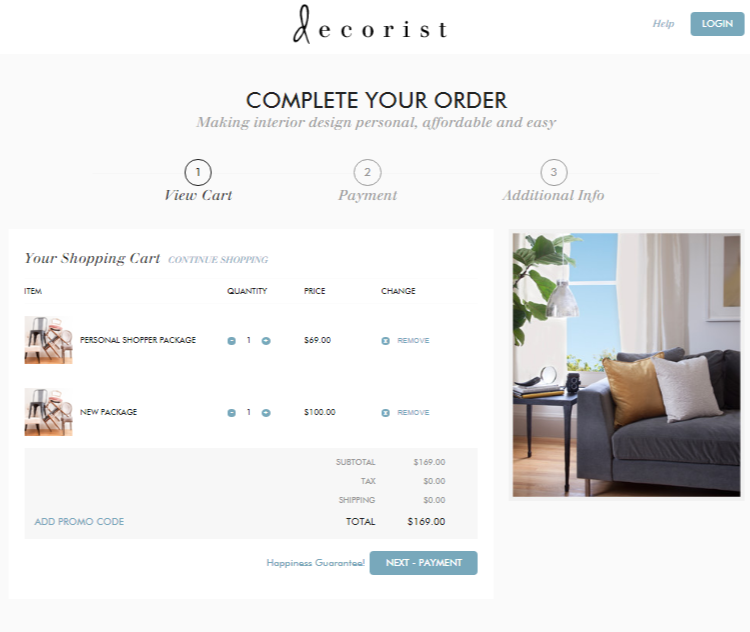 decorist
Help
LOGIN
COMPLETE YOUR ORDER
Making interior design personal, affordable and easy
1 2 3
View Cart Payment Additional Info
Your Shopping Cart CONTINUE SHOPPING
ITEM QUANTITY PRICE CHANGE
PERSONAL SHOPPER PACKAGE 1 $69.00 REMOVE
NEW PACKAGE 1 $100.00 REMOVE
SUBTOTAL $169.00
TAX $0.00
SHIPPING $0.00
ADD PROMO CODE TOTAL $169.00
Happiness Guarantee! NEXT - PAYMENT